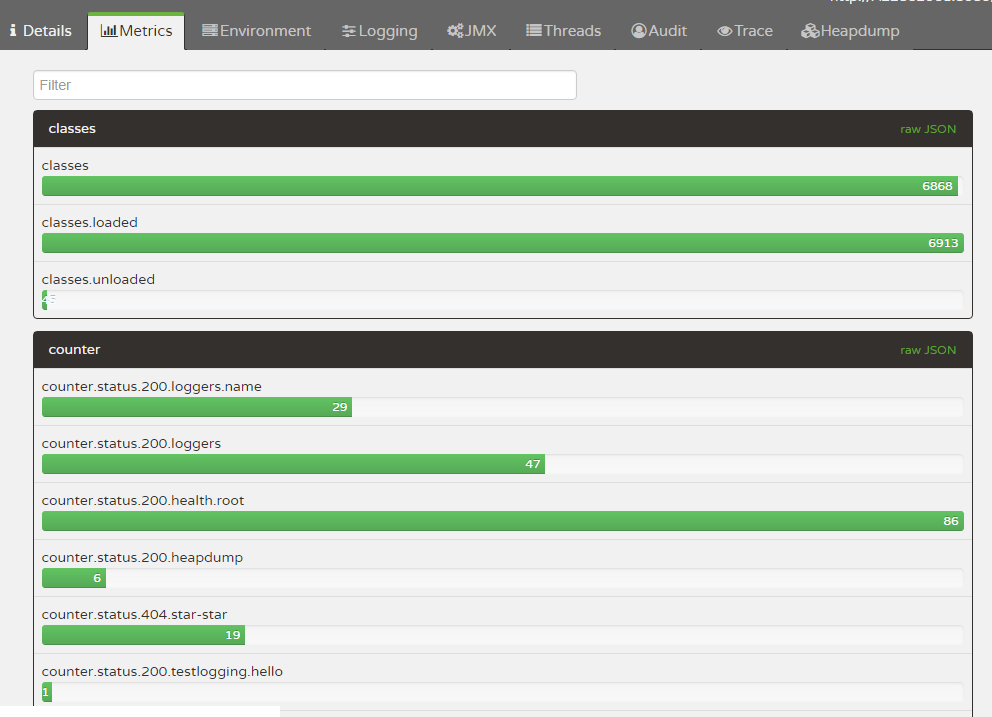 Details Metrics Environment Logging JMX Threads Audit Trace Heapdump
Filter
classes raw JSON
classes
6868
classes.loaded
6913
classes.unloaded
45
counter raw JSON
counter.status.200.loggers.name
29
counter.status.200.loggers
47
counter.status.200.health.root
86
counter.status.200.heapdump
6
counter.status.404.star-star
19
counter.status.200.testlogging.hello
1